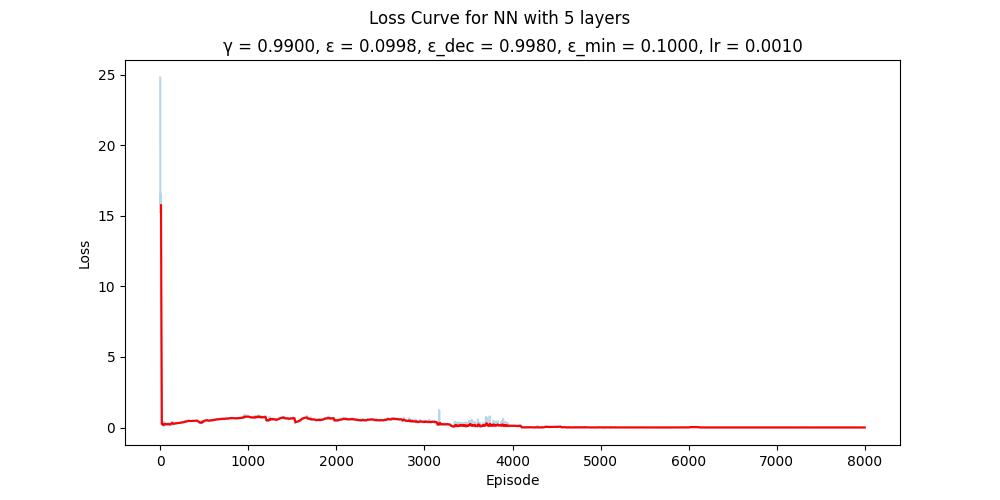 Loss Curve for NN with 5 layers
γ = 0.9900, ε = 0.0998, ε_dec = 0.9980, ε_min = 0.1000, lr = 0.0010
25
20
15
10
5
0
Loss
0 1000 2000 3000 4000 5000 6000 7000 8000
Episode